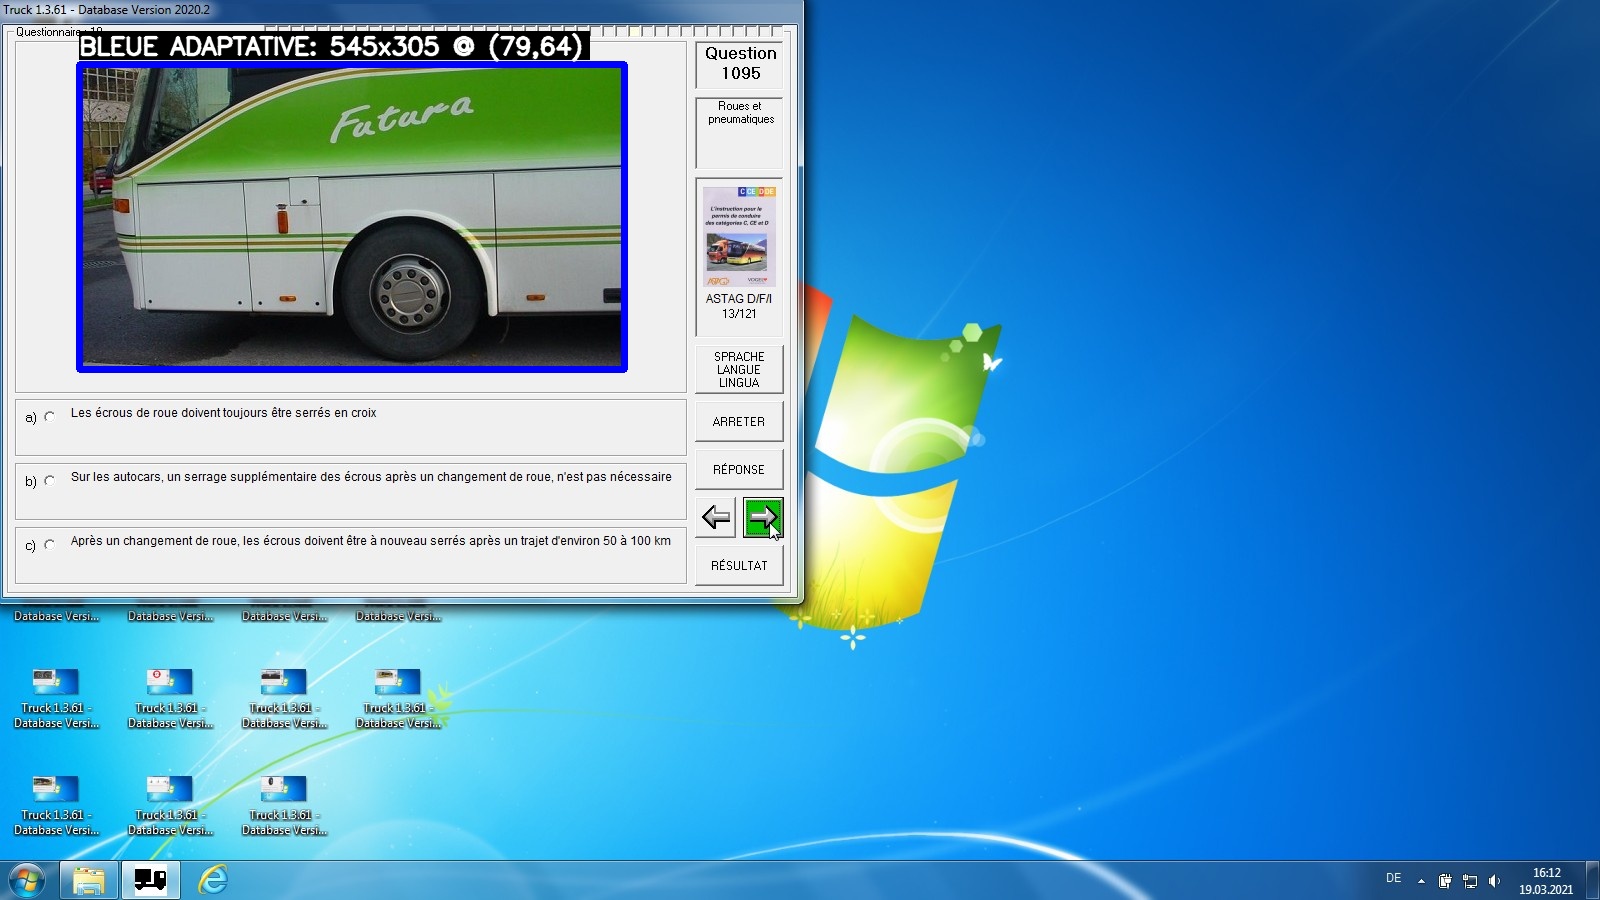 Truck 1.3.61 - Database Version 2020.2
BLEUE ADAPTATIVE: 545x305 @ (79,64)
Futura
Question
1095
Roues et
pneumatiques
C CE D DE
L'instruction pour le
permis de conduire
des catégories C, CE et D
ASTAG D/F/I
13/121
SPRACHE
LANGUE
LINGUA
ARRETER
RÉPONSE
RÉSULTAT
a) Les écrous de roue doivent toujours être serrés en croix
b) Sur les autocars, un serrage supplémentaire des écrous après un changement de roue, n'est pas nécessaire
c) Après un changement de roue, les écrous doivent être à nouveau serrés après un trajet d'environ 50 à 100 km
Database Versi... Database Versi... Database Versi... Database Versi...
Truck 1.3.61 - Truck 1.3.61 - Truck 1.3.61 - Truck 1.3.61 -
Database Versi... Database Versi... Database Versi... Database Versi...
Truck 1.3.61 - Truck 1.3.61 - Truck 1.3.61 -
Database Versi... Database Versi... Database Versi...
DE
16:12
19.03.2021